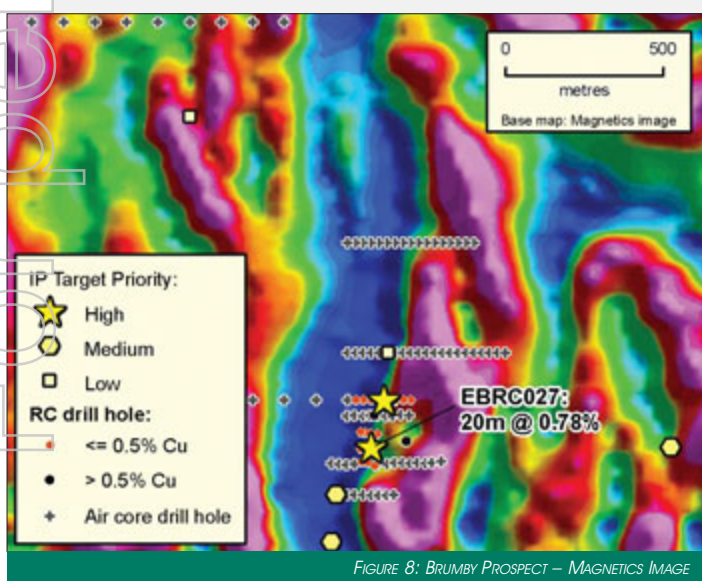 0 500
metres
Base map: Magnetics image
IP Target Priority:
High
Medium
Low
RC drill hole:
<= 0.5% Cu
> 0.5% Cu
Air core drill hole
EBRC027:
20m @ 0.78%
FIGURE 8: BRUMBY PROSPECT – MAGNETICS IMAGE